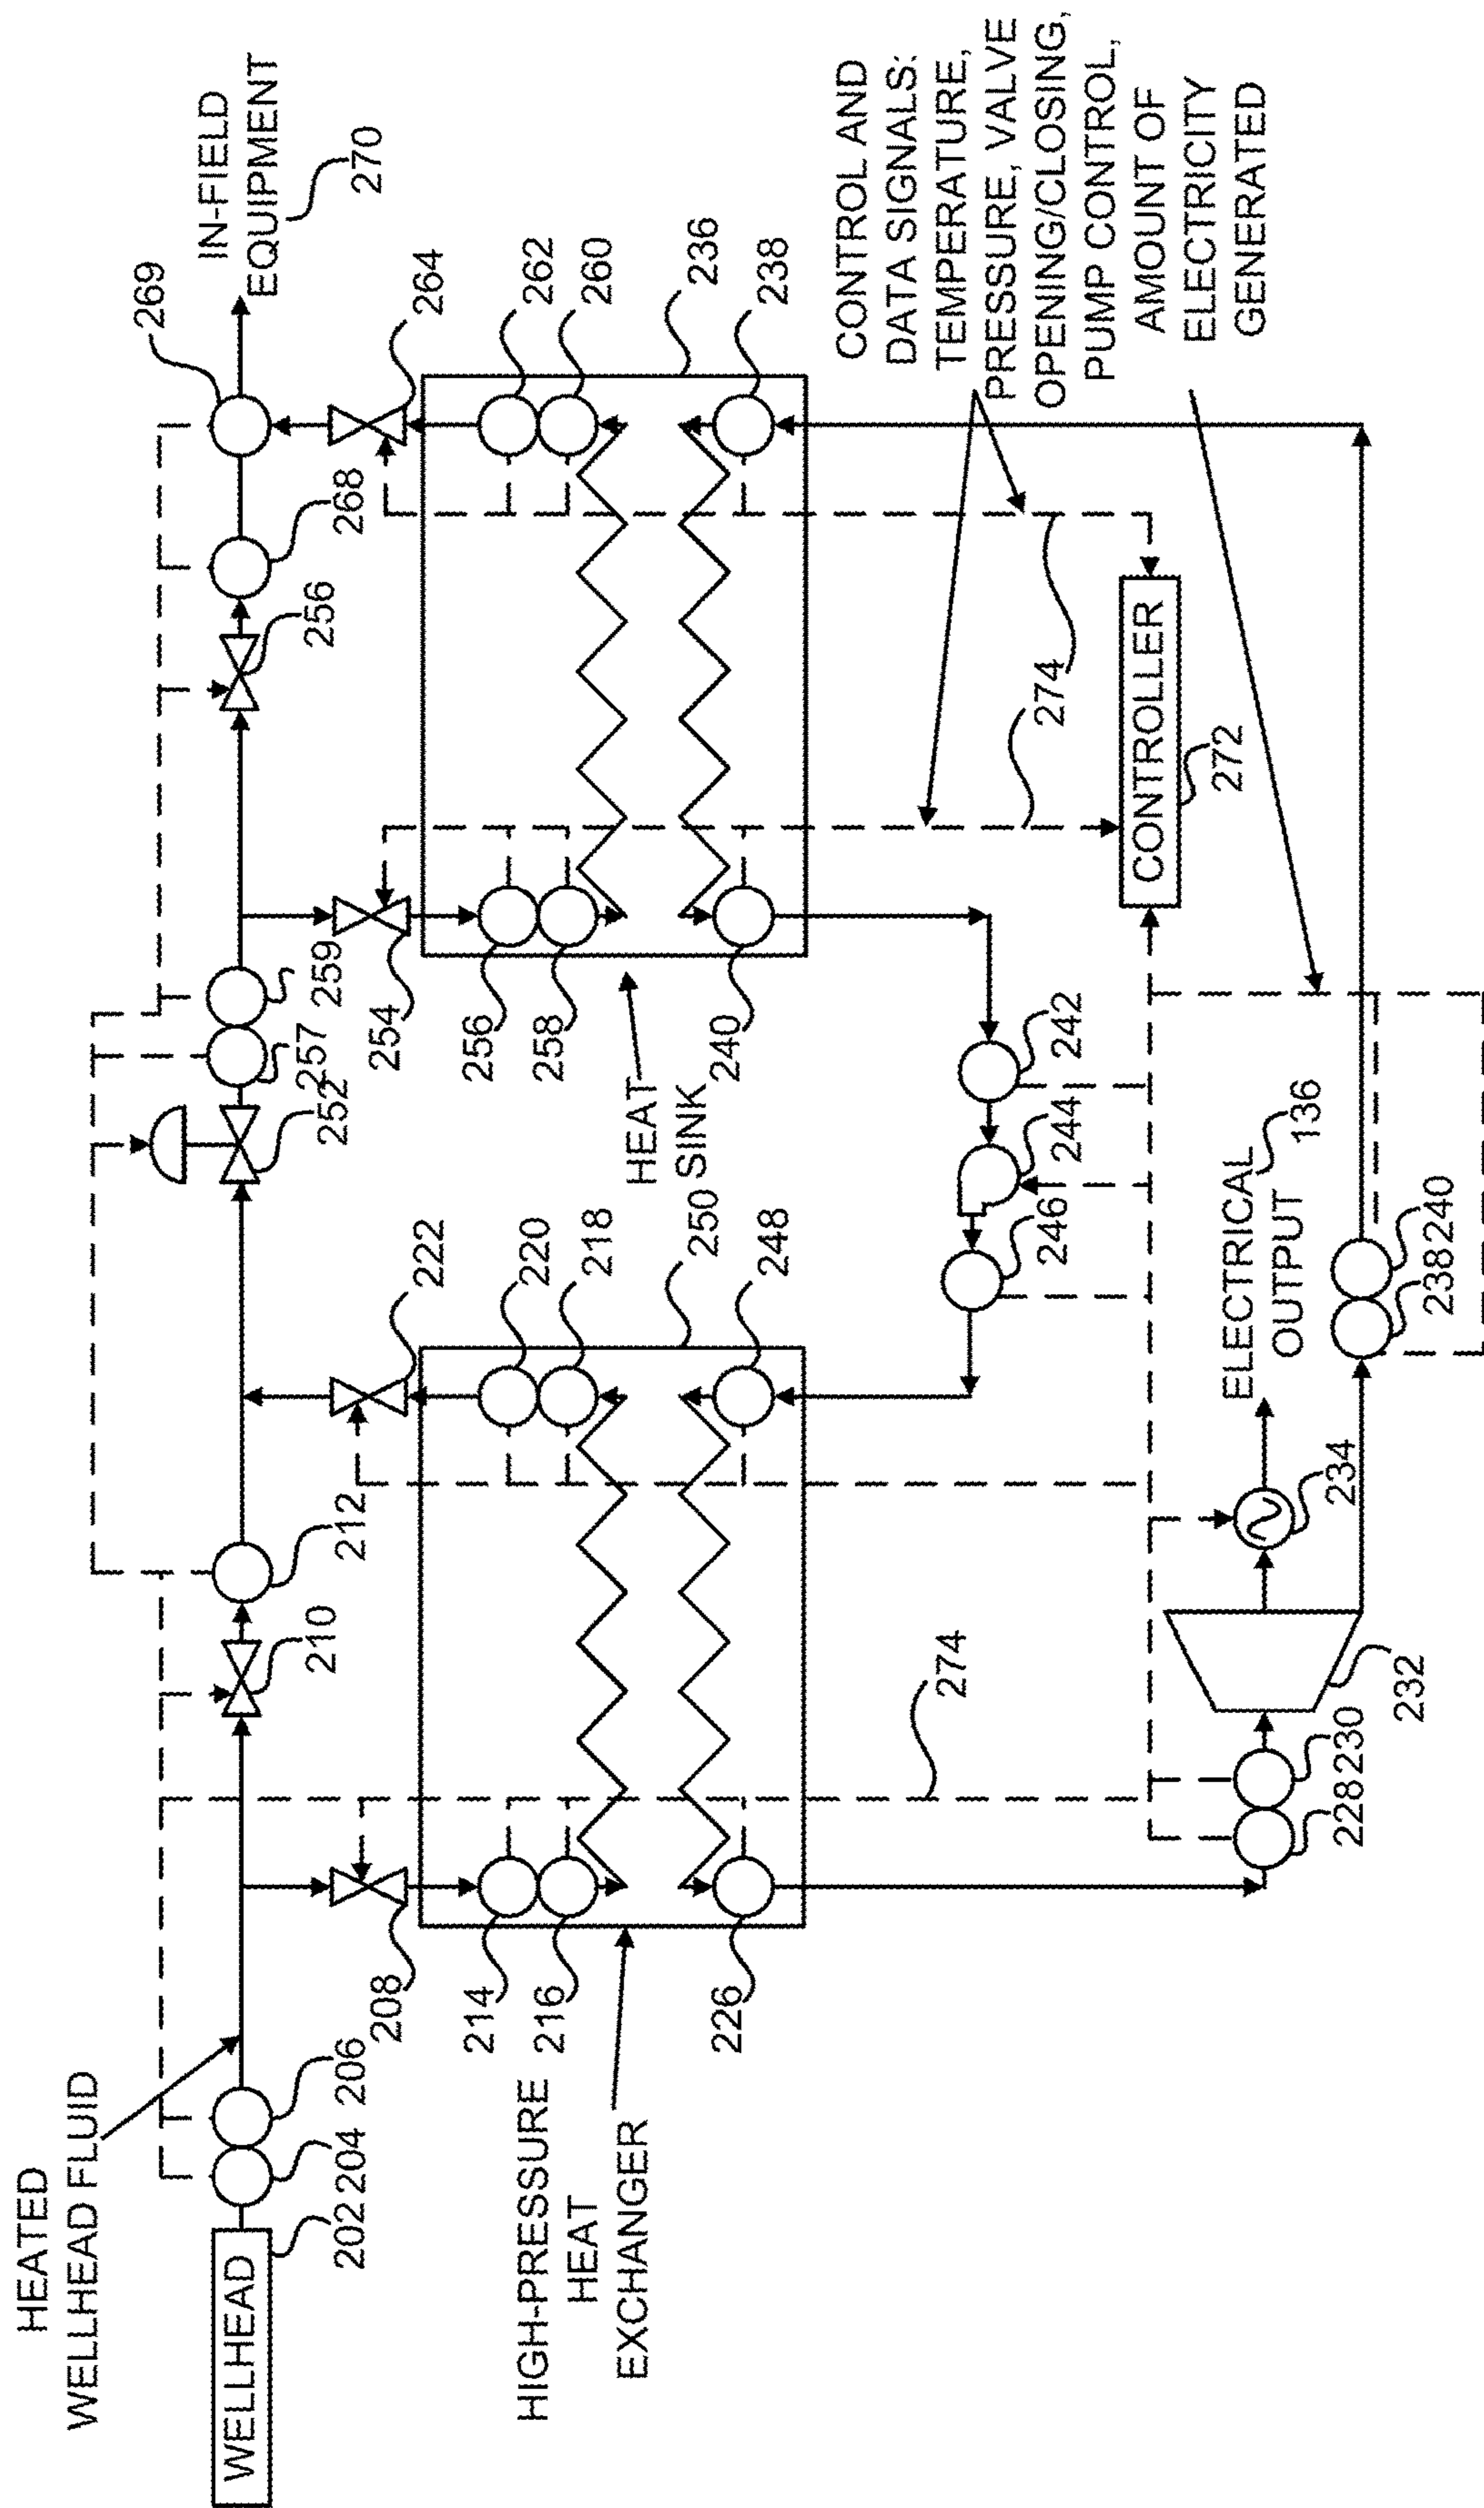 HEATED
WELLHEAD FLUID
WELLHEAD
202
204
206
208
210
212
214
216
HIGH-PRESSURE
HEAT
EXCHANGER
226
218
220
222
248
250
252
257
259
254
256
258
240
HEAT
SINK
256
268
269
IN-FIELD
EQUIPMENT
270
264
262
260
236
238
242
244
246
274
228
230
232
234
ELECTRICAL
OUTPUT
136
238
240
274
CONTROLLER
272
CONTROL AND
DATA SIGNALS:
TEMPERATURE,
PRESSURE, VALVE
OPENING/CLOSING,
PUMP CONTROL,
AMOUNT OF
ELECTRICITY
GENERATED